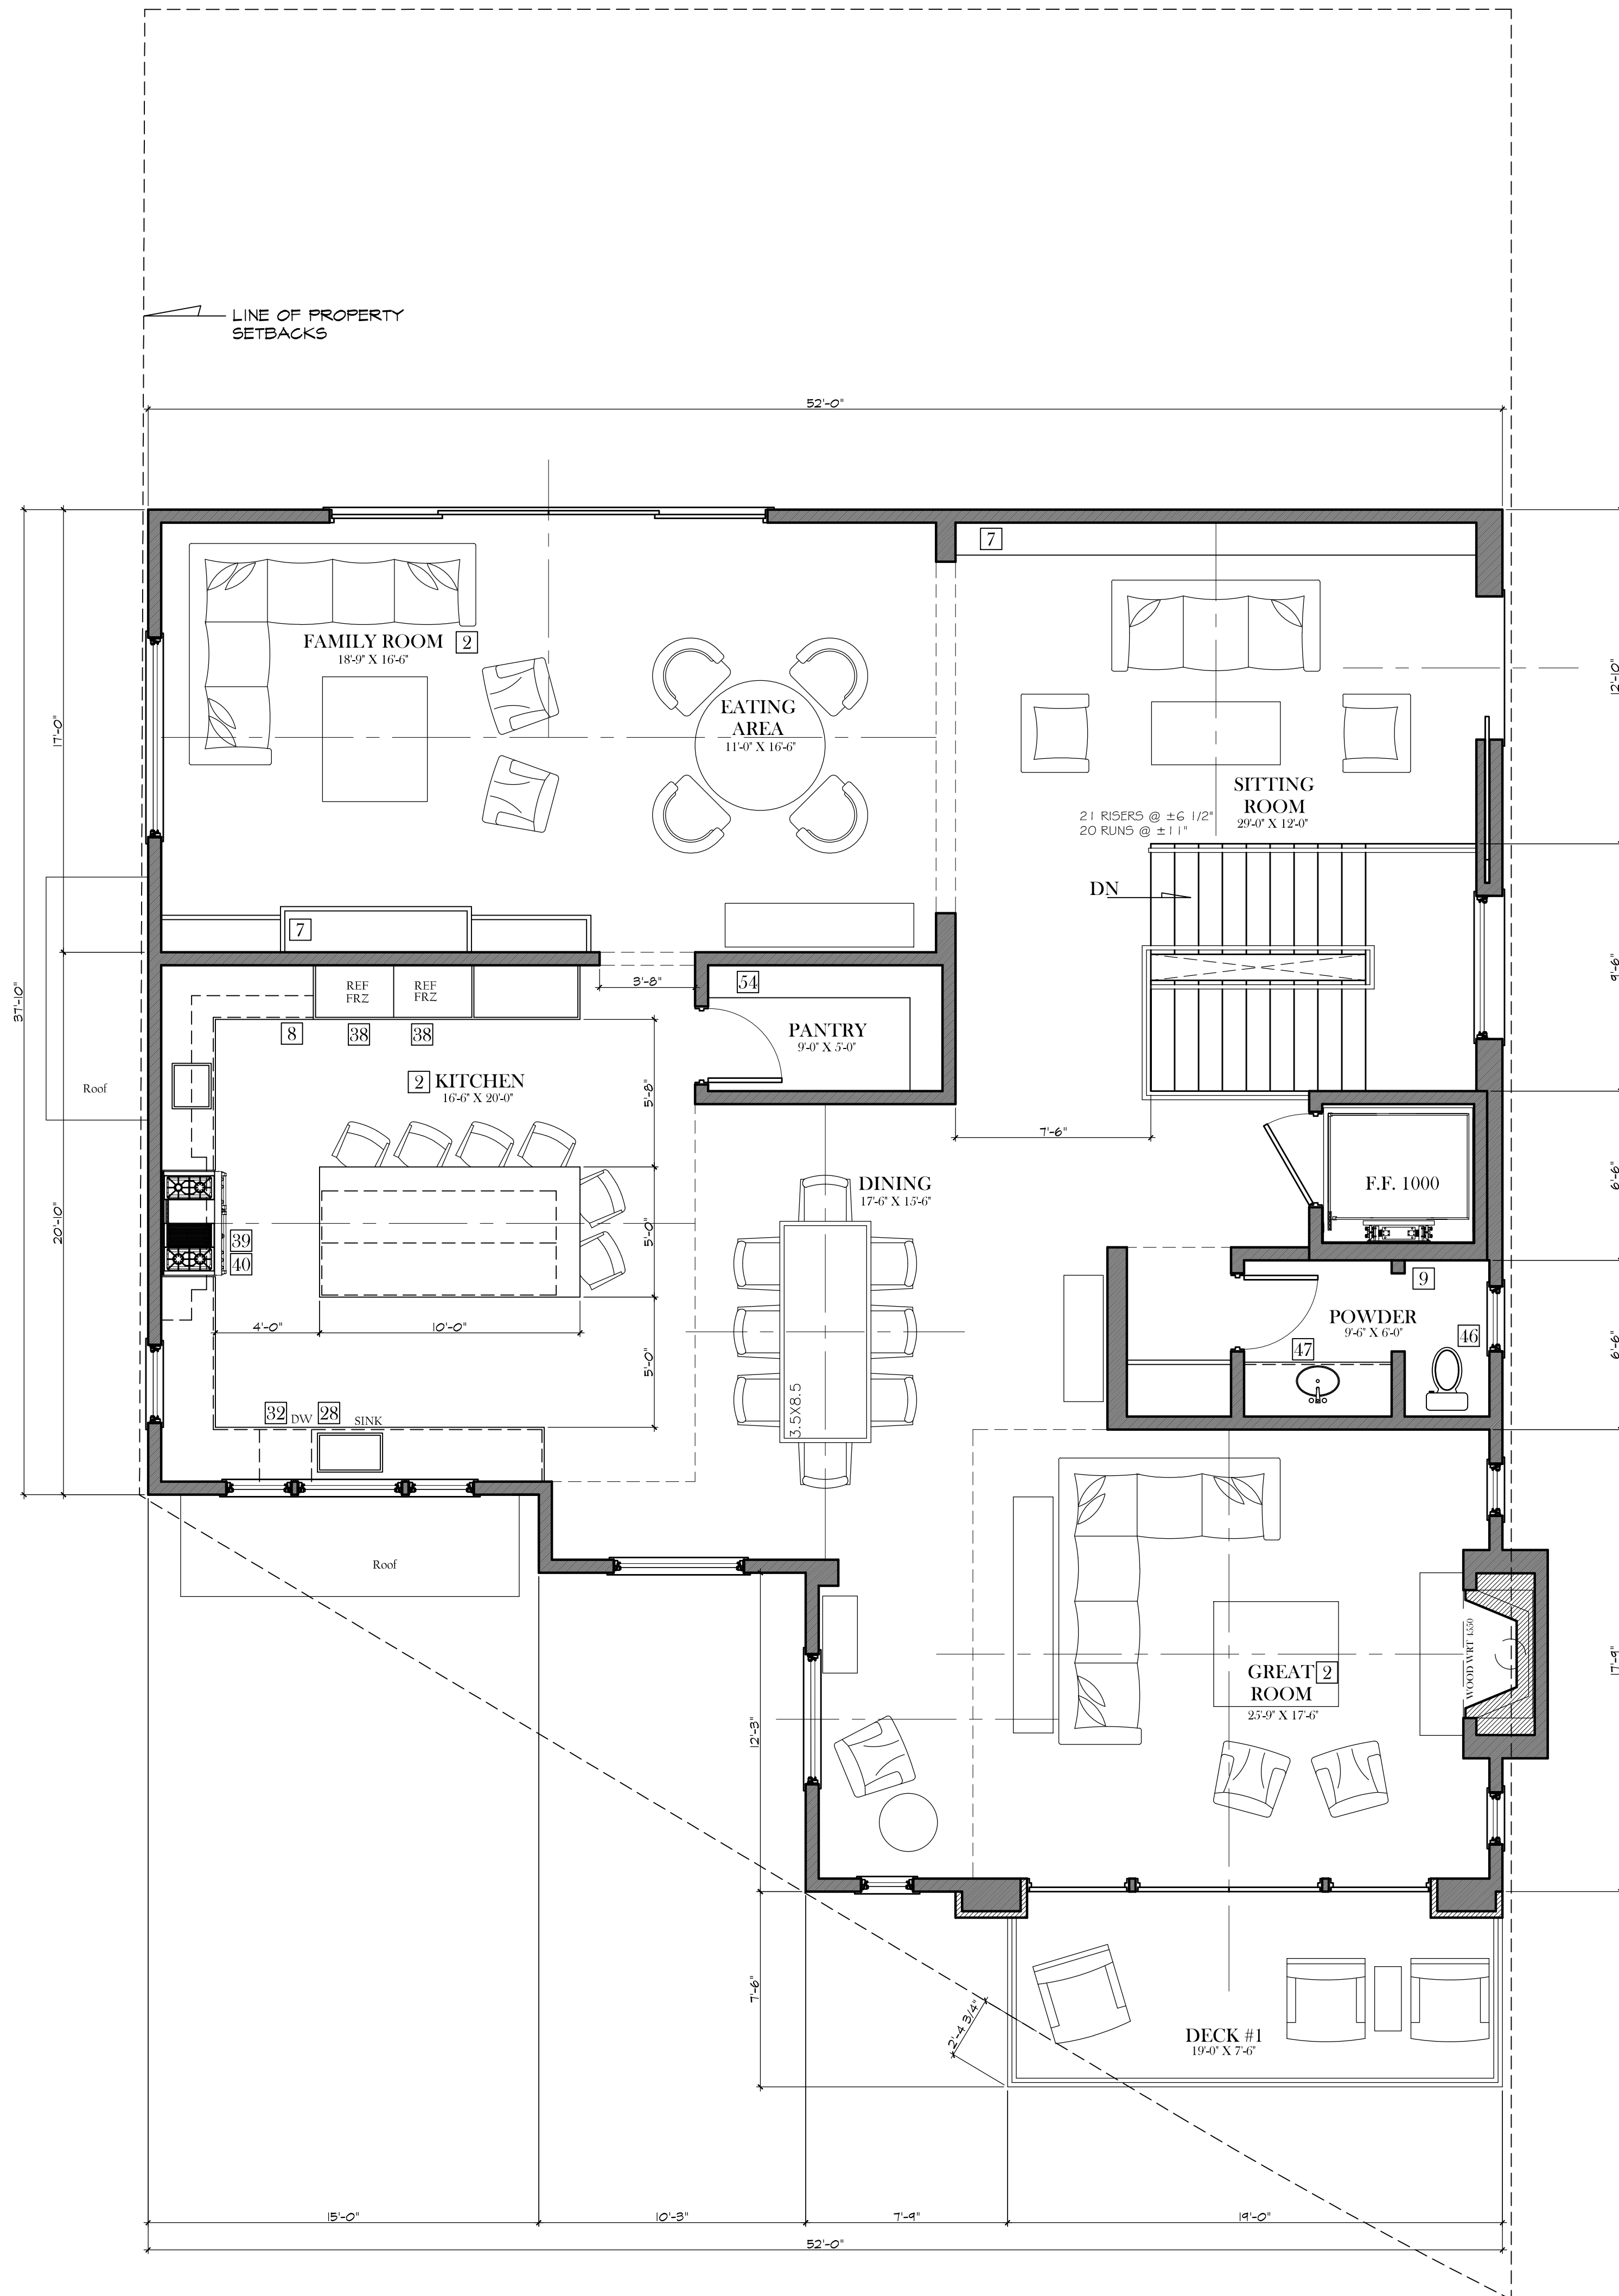 LINE OF PROPERTY
SETBACKS
52'-0"
7
FAMILY ROOM 2
18'-9" X 16'-6"
EATING
AREA
11'-0" X 16'-6"
SITTING
ROOM
29'-0" X 12'-0"
21 RISERS @ ±6 1/2"
20 RUNS @ ±11"
DN
12'-10"
17'-0"
37'-10"
20'-10"
9'-6"
7
REF
FRZ
REF
FRZ
3'-8"
54
8
38
38
PANTRY
9'-0" X 5'-0"
2 KITCHEN
16'-6" X 20'-0"
Roof
5'-8"
7'-6"
DINING
17'-6" X 15'-6"
F.F. 1000
6'-6"
39
40
5'-0"
9
POWDER
9'-6" X 6'-0"
46
47
6'-6"
4'-0"
10'-0"
5'-0"
3.5X8.5
32 DW 28 SINK
Roof
WOOD WRT 4550
GREAT 2
ROOM
25'-9" X 17'-6"
17'-9"
12'-3"
7'-6"
2'-4 3/4"
DECK #1
19'-0" X 7'-6"
15'-0"
10'-3"
7'-9"
19'-0"
52'-0"